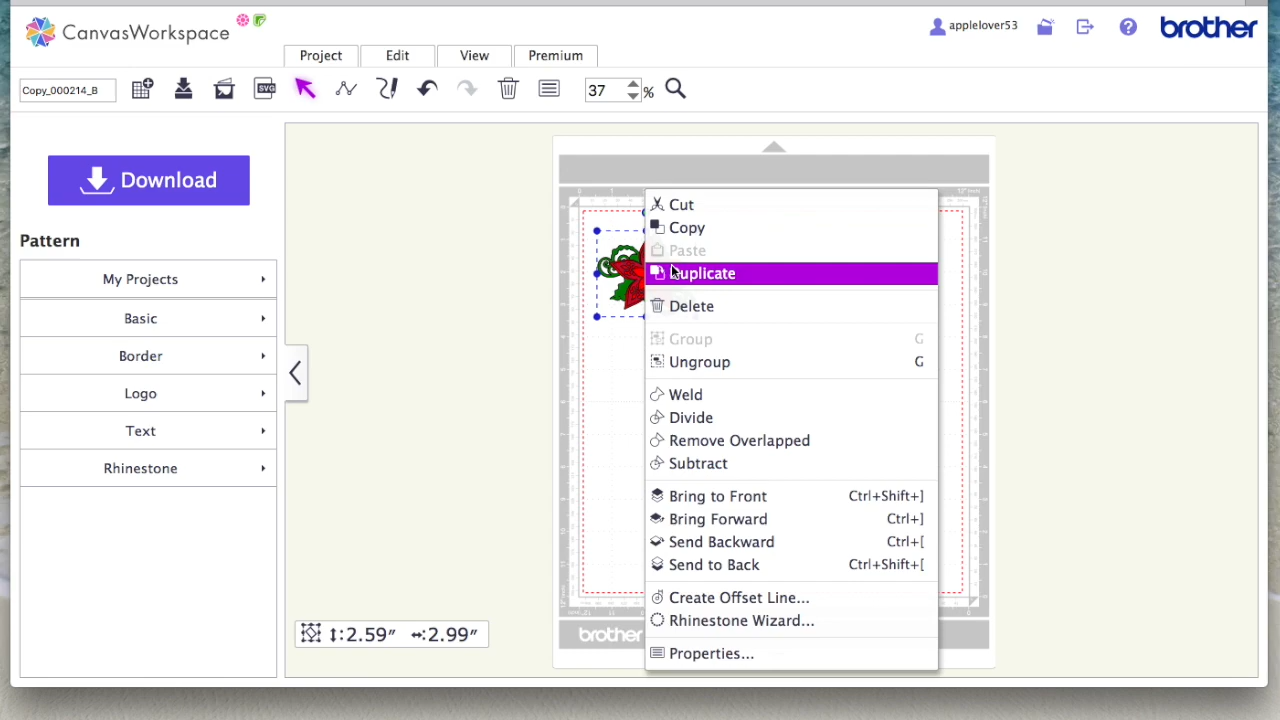 CanvasWorkspace
applelover53
brother
Project
Edit
View
Premium
Copy_000214_B
SVG
37
%
Download
Pattern
My Projects
Basic
Border
Logo
Text
Rhinestone
Cut
Copy
Paste
Duplicate
Delete
Group G
Ungroup G
Weld
Divide
Remove Overlapped
Subtract
Bring to Front Ctrl+Shift+]
Bring Forward Ctrl+]
Send Backward Ctrl+[
Send to Back Ctrl+Shift+[
Create Offset Line...
Rhinestone Wizard...
Properties...
2.59"
2.99"
brother